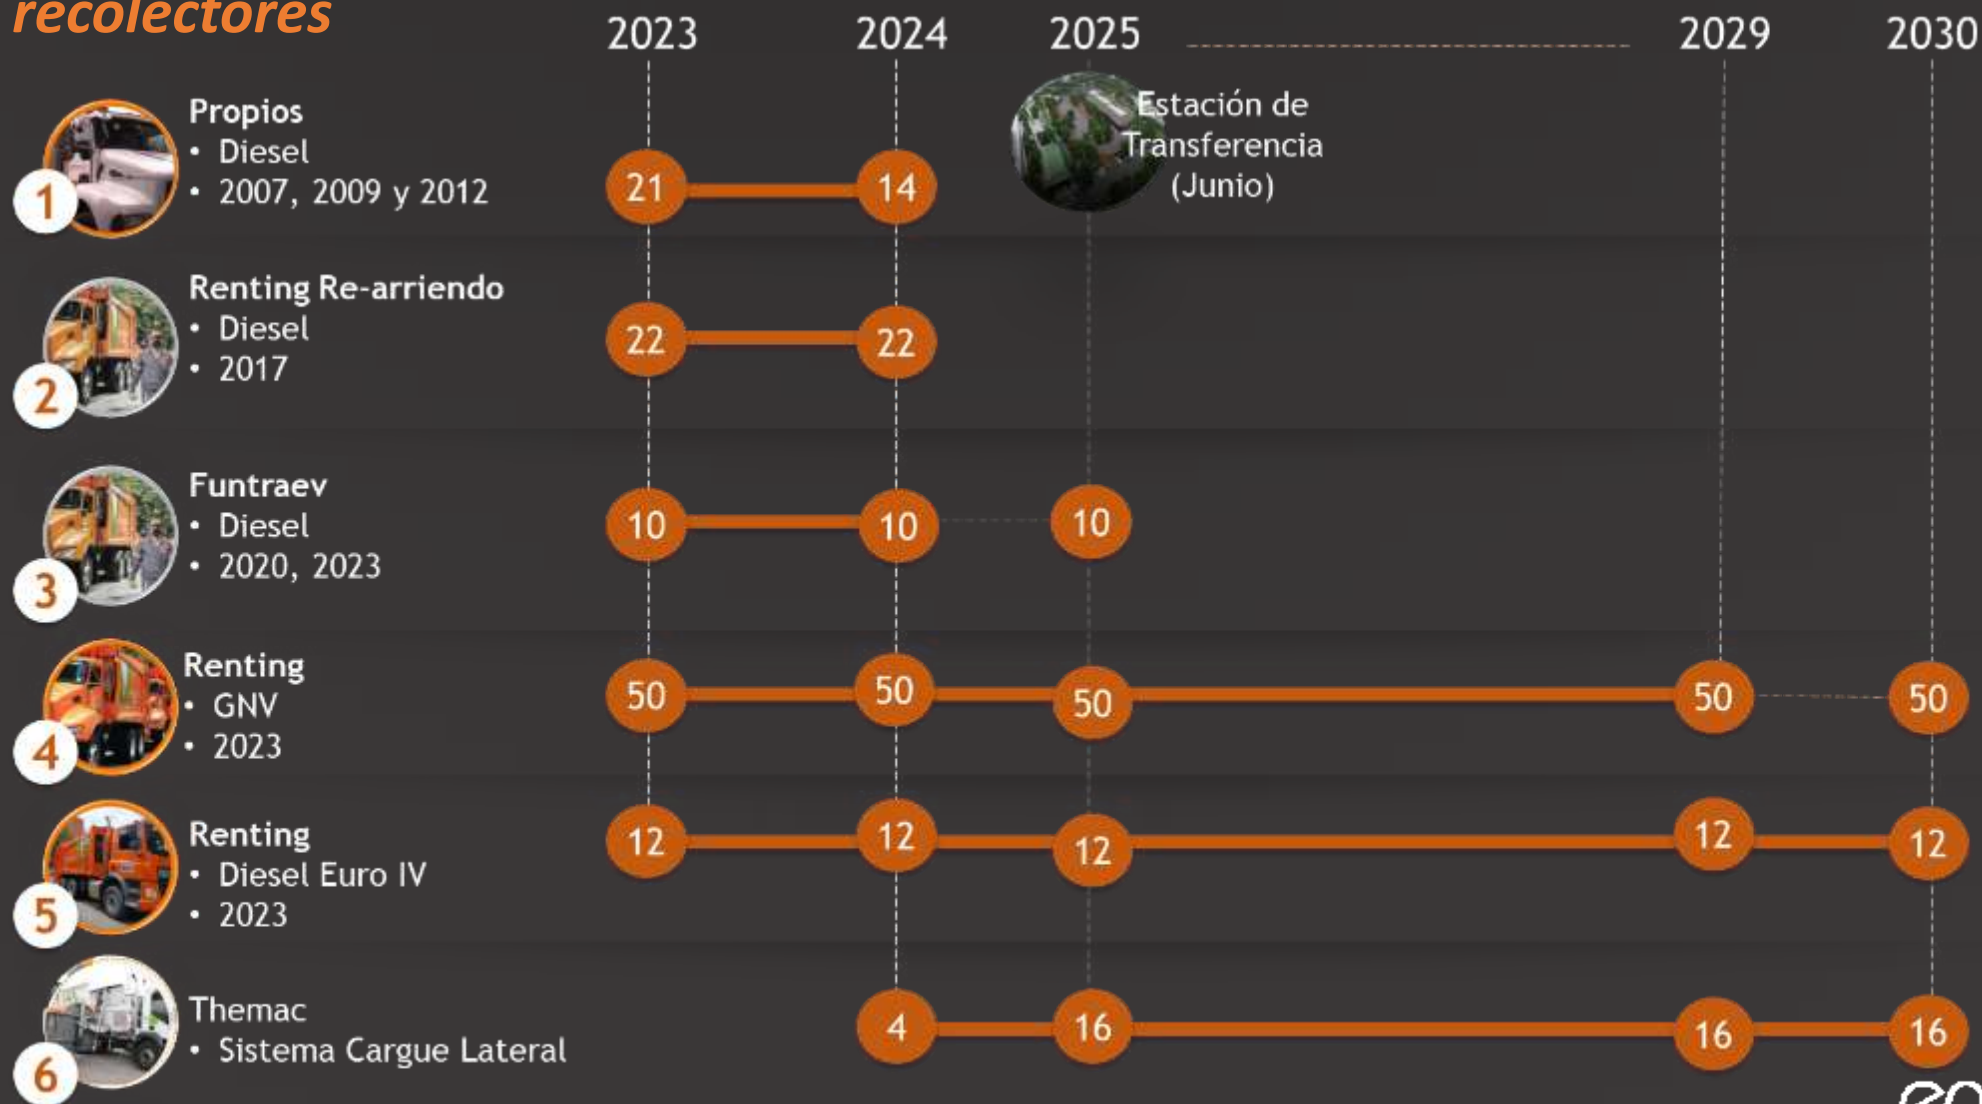 recolectores
2023 2024 2025 2029 2030
Estación de
Transferencia
(Junio)
1
Propios
• Diesel
• 2007, 2009 y 2012
21 14
2
Renting Re-arriendo
• Diesel
• 2017
22 22
3
Funtraev
• Diesel
• 2020, 2023
10 10 10
4
Renting
• GNV
• 2023
50 50 50 50 50
5
Renting
• Diesel Euro IV
• 2023
12 12 12 12 12
6
Themac
• Sistema Cargue Lateral
4 16 16 16